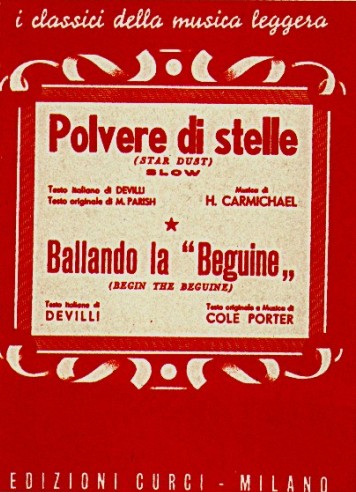 i classici della musica leggera
Polvere di stelle
(STAR DUST)
SLOW
Testo italiano di DEVILLI
Testo originale di M. PARISH
Musica di
H. CARMICHAEL
Ballando la "Beguine„
(BEGIN THE BEGUINE)
Testo italiano di
DEVILLI
Testo originale e Musica di
COLE PORTER
EDIZIONI CURCI - MILANO